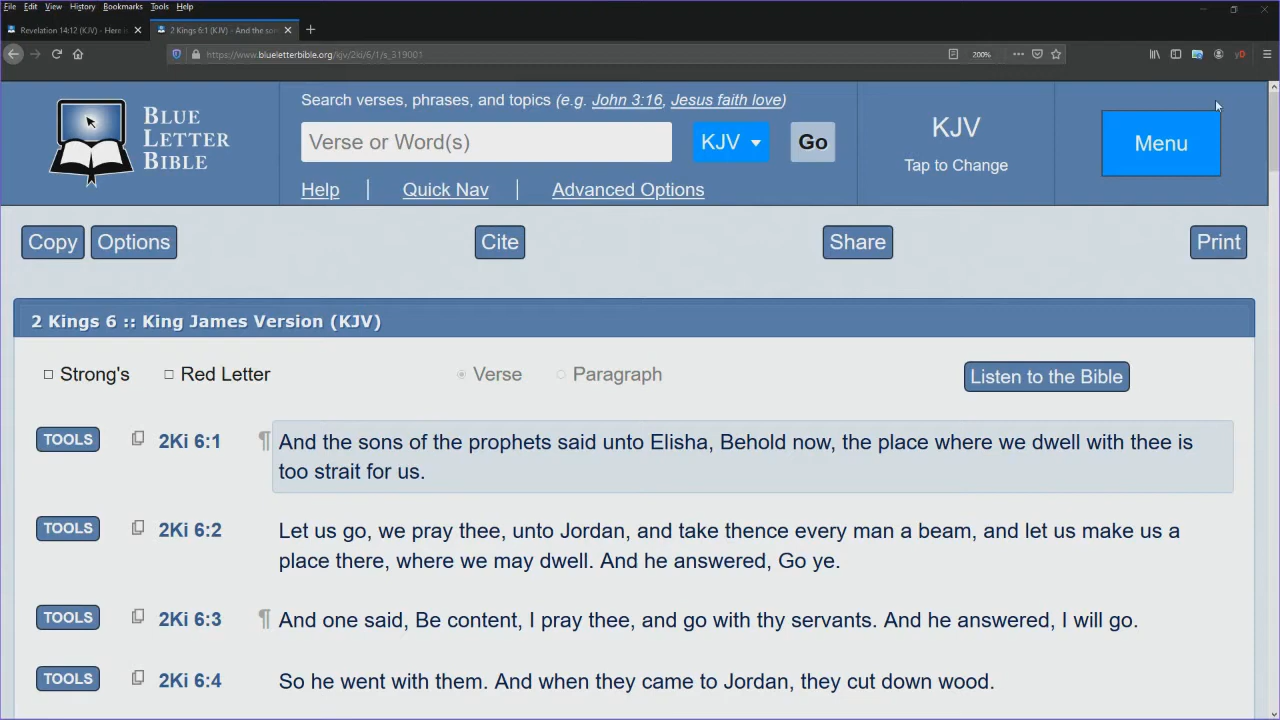 File Edit View History Bookmarks Tools Help
Revelation 14:12 (KJV) - Here i
2 Kings 6:1 (KJV) - And the son
https://www.blueletterbible.org/kjv/2ki/6/1/s_319001
200%
BLUE
LETTER
BIBLE
Search verses, phrases, and topics (e.g. John 3:16, Jesus faith love)
Verse or Word(s)
KJV
Go
Help | Quick Nav | Advanced Options
KJV
Tap to Change
Menu
Copy Options Cite Share Print
2 Kings 6 :: King James Version (KJV)
Strong's Red Letter Verse Paragraph Listen to the Bible
TOOLS 2Ki 6:1 ¶ And the sons of the prophets said unto Elisha, Behold now, the place where we dwell with thee is
too strait for us.
TOOLS 2Ki 6:2 Let us go, we pray thee, unto Jordan, and take thence every man a beam, and let us make us a
place there, where we may dwell. And he answered, Go ye.
TOOLS 2Ki 6:3 ¶ And one said, Be content, I pray thee, and go with thy servants. And he answered, I will go.
TOOLS 2Ki 6:4 So he went with them. And when they came to Jordan, they cut down wood.